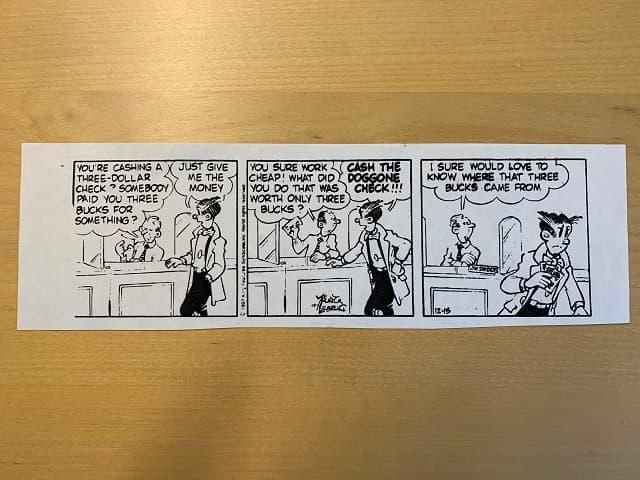 YOU'RE CASHING A
THREE-DOLLAR
CHECK? SOMEBODY
PAID YOU THREE
BUCKS FOR
SOMETHING?
JUST GIVE
ME THE
MONEY
YOU SURE WORK
CHEAP! WHAT DID
YOU DO THAT WAS
WORTH ONLY THREE
BUCKS?
CASH THE
DOGGONE
CHECK!!!
I SURE WOULD LOVE TO
KNOW WHERE THAT THREE
BUCKS CAME FROM
12-15